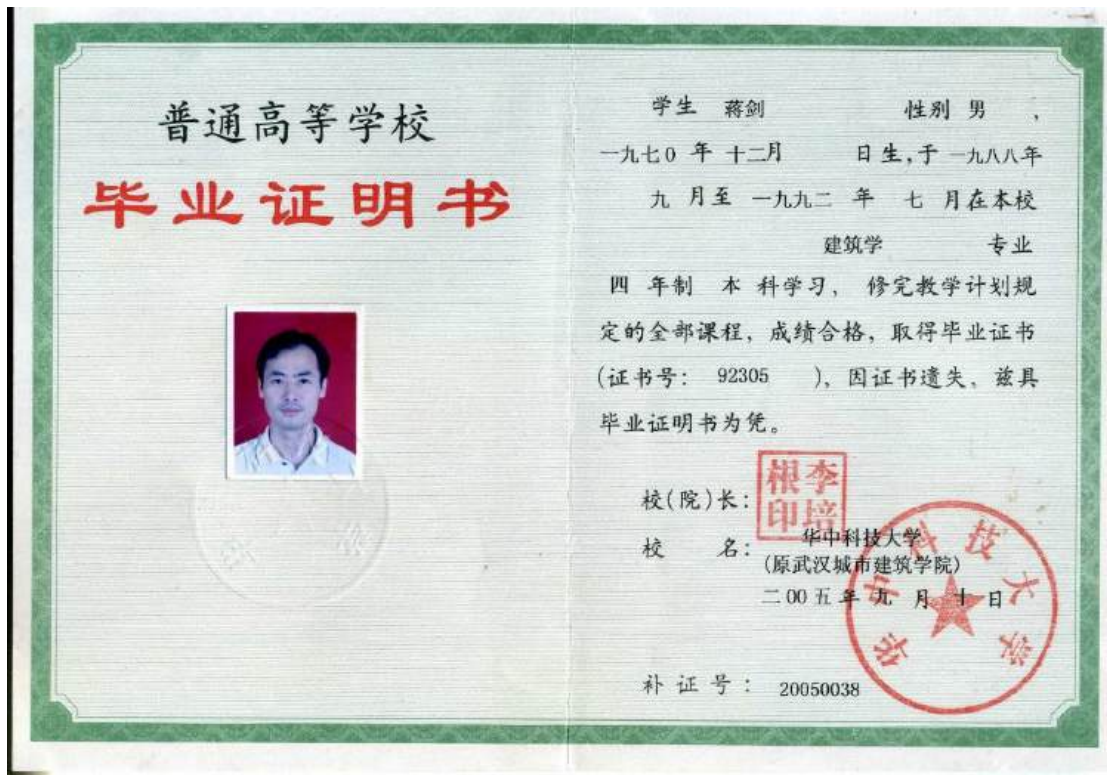 普通高等学校
毕业证明书
学生 蒋剑 性别 男 ,
一九七0 年 十二月 日生,于 一九八八年
九 月至 一九九二 年 七 月在本校
建筑学 专业
四 年制 本 科学习, 修完教学计划规
定的全部课程, 成绩合格, 取得毕业证书
(证书号: 92305 ), 因证书遗失, 兹具
毕业证明书为凭。
校(院)长: 李培根印
校 名: 华中科技大学
(原武汉城市建筑学院)
二00五年九月十日
华中科技大学
补证号: 20050038